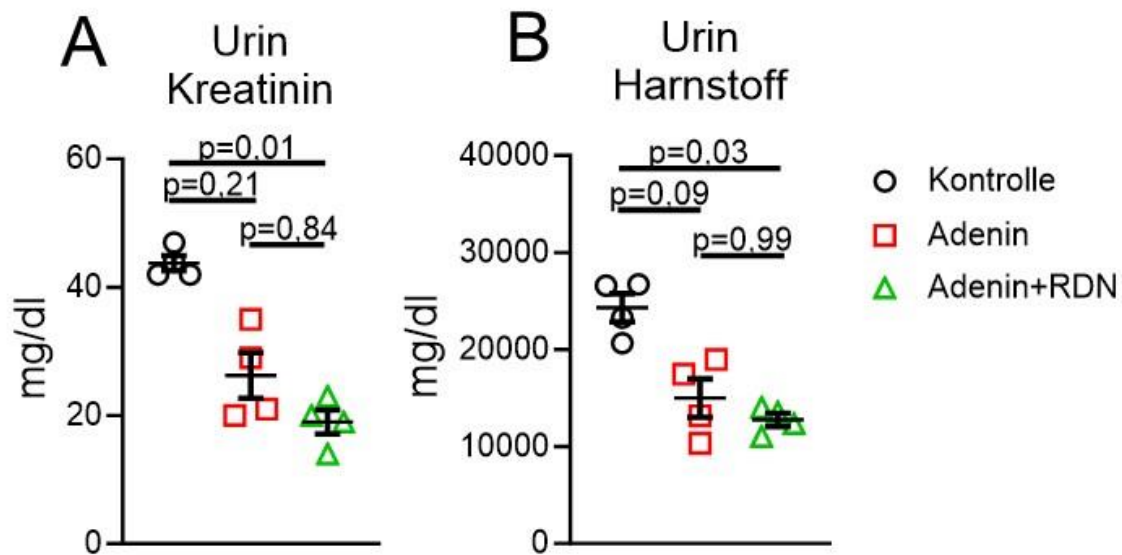 A
Urin
Kreatinin
60
40
20
0
mg/dl
p=0,01
p=0,21
p=0,84
B
Urin
Harnstoff
40000
30000
20000
10000
0
mg/dl
p=0,03
p=0,09
p=0,99
Kontrolle
Adenin
Adenin+RDN